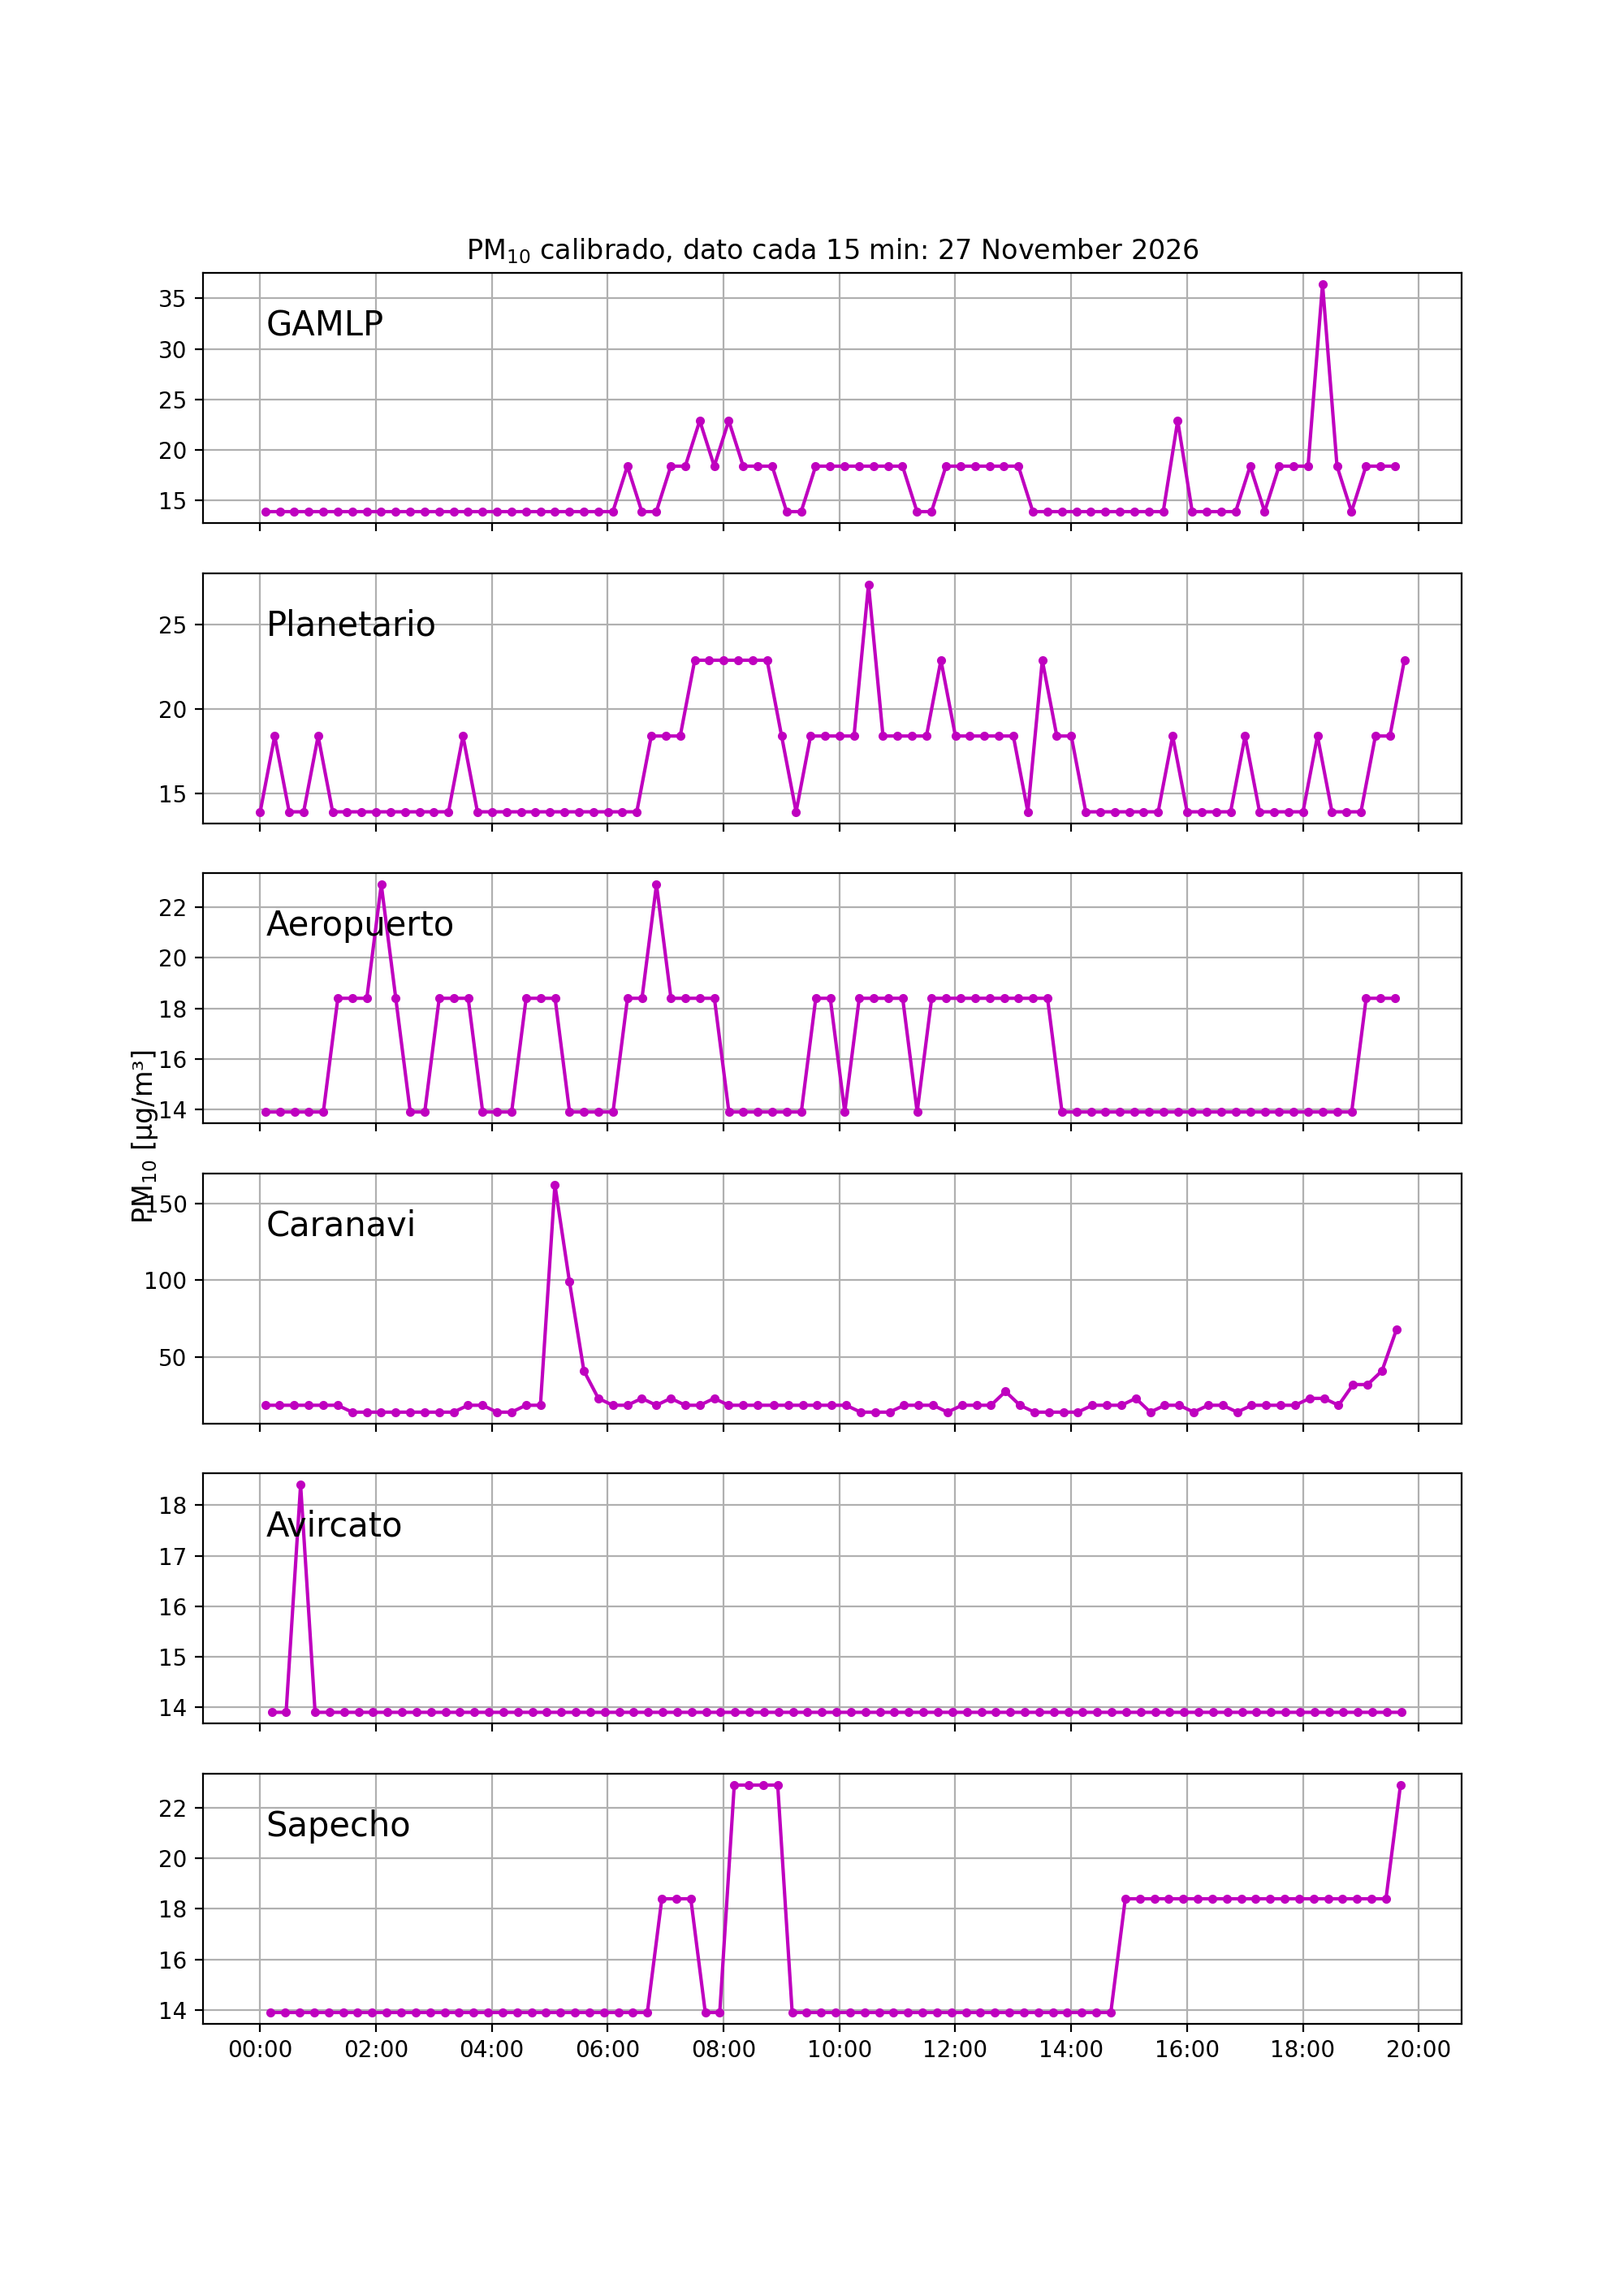 PM₁₀ calibrado, dato cada 15 min: 27 November 2026
35
30
25
20
15
GAMLP
25
20
15
Planetario
22
20
18
16
14
Aeropuerto
PM₁₀ [µg/m³]
150
100
50
Caranavi
18
17
16
15
14
Avircato
22
20
18
16
14
Sapecho
00:00 02:00 04:00 06:00 08:00 10:00 12:00 14:00 16:00 18:00 20:00